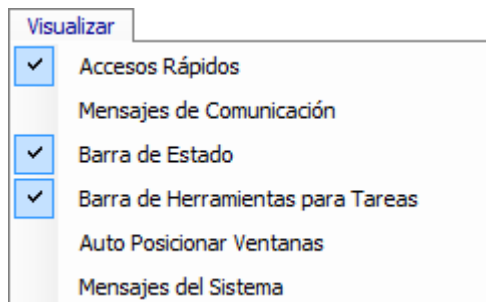 Visualizar
Accesos Rápidos
Mensajes de Comunicación
Barra de Estado
Barra de Herramientas para Tareas
Auto Posicionar Ventanas
Mensajes del Sistema